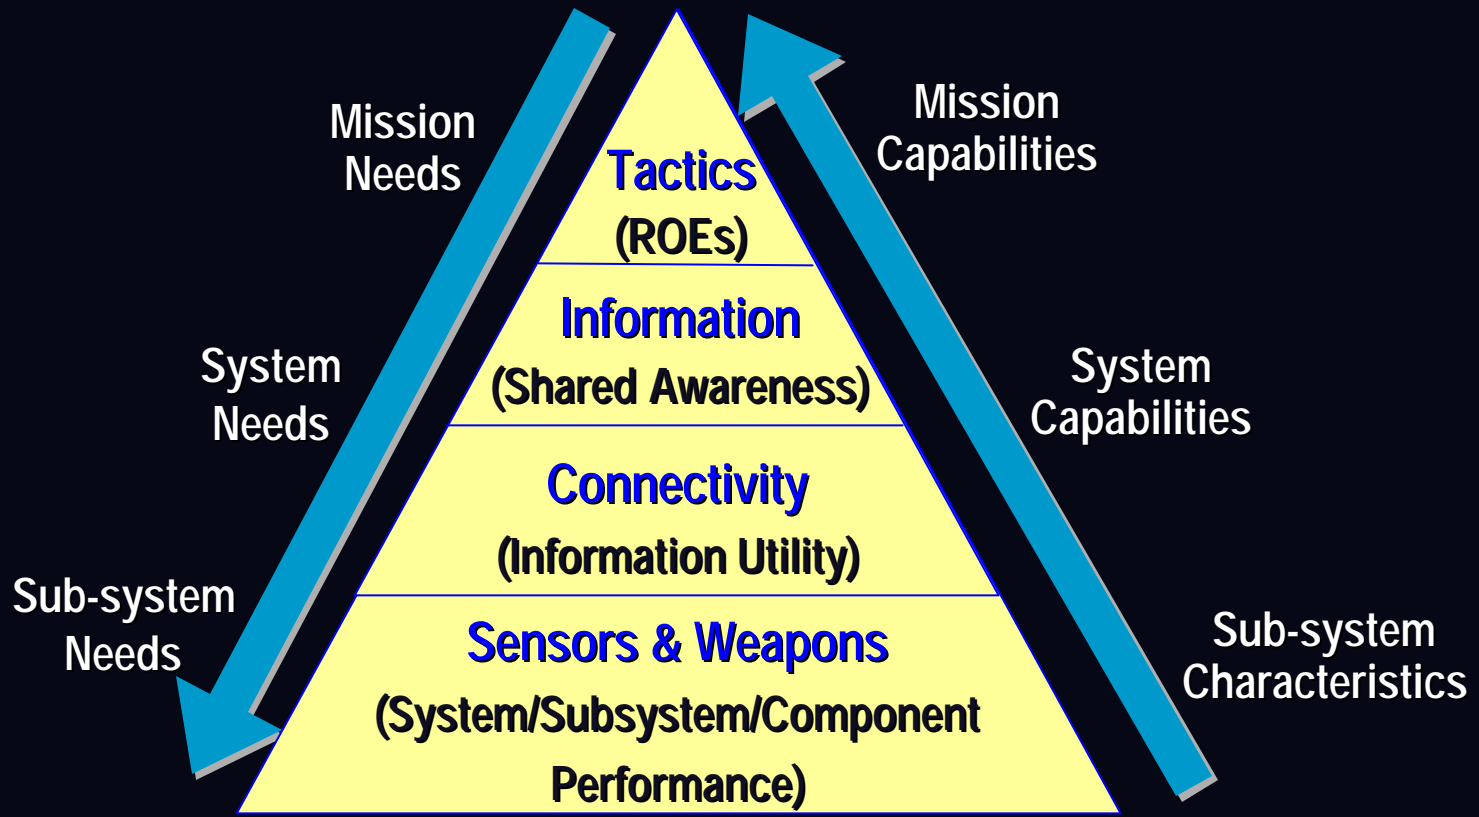 Mission
Needs
System
Needs
Sub-system
Needs
Tactics
(ROEs)
Information
(Shared Awareness)
Connectivity
(Information Utility)
Sensors & Weapons
(System/Subsystem/Component
Performance)
Mission
Capabilities
System
Capabilities
Sub-system
Characteristics